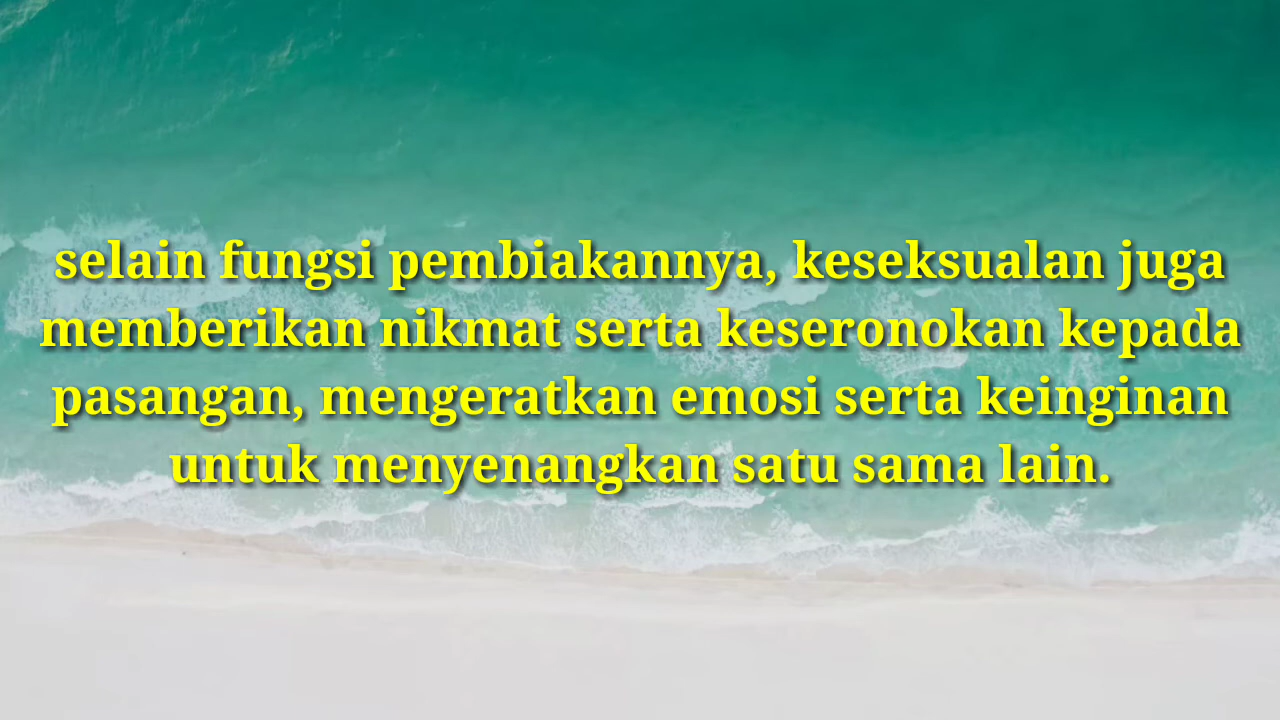 selain fungsi pembiakannya, keseksualan juga
memberikan nikmat serta keseronokan kepada
pasangan, mengeratkan emosi serta keinginan
untuk menyenangkan satu sama lain.